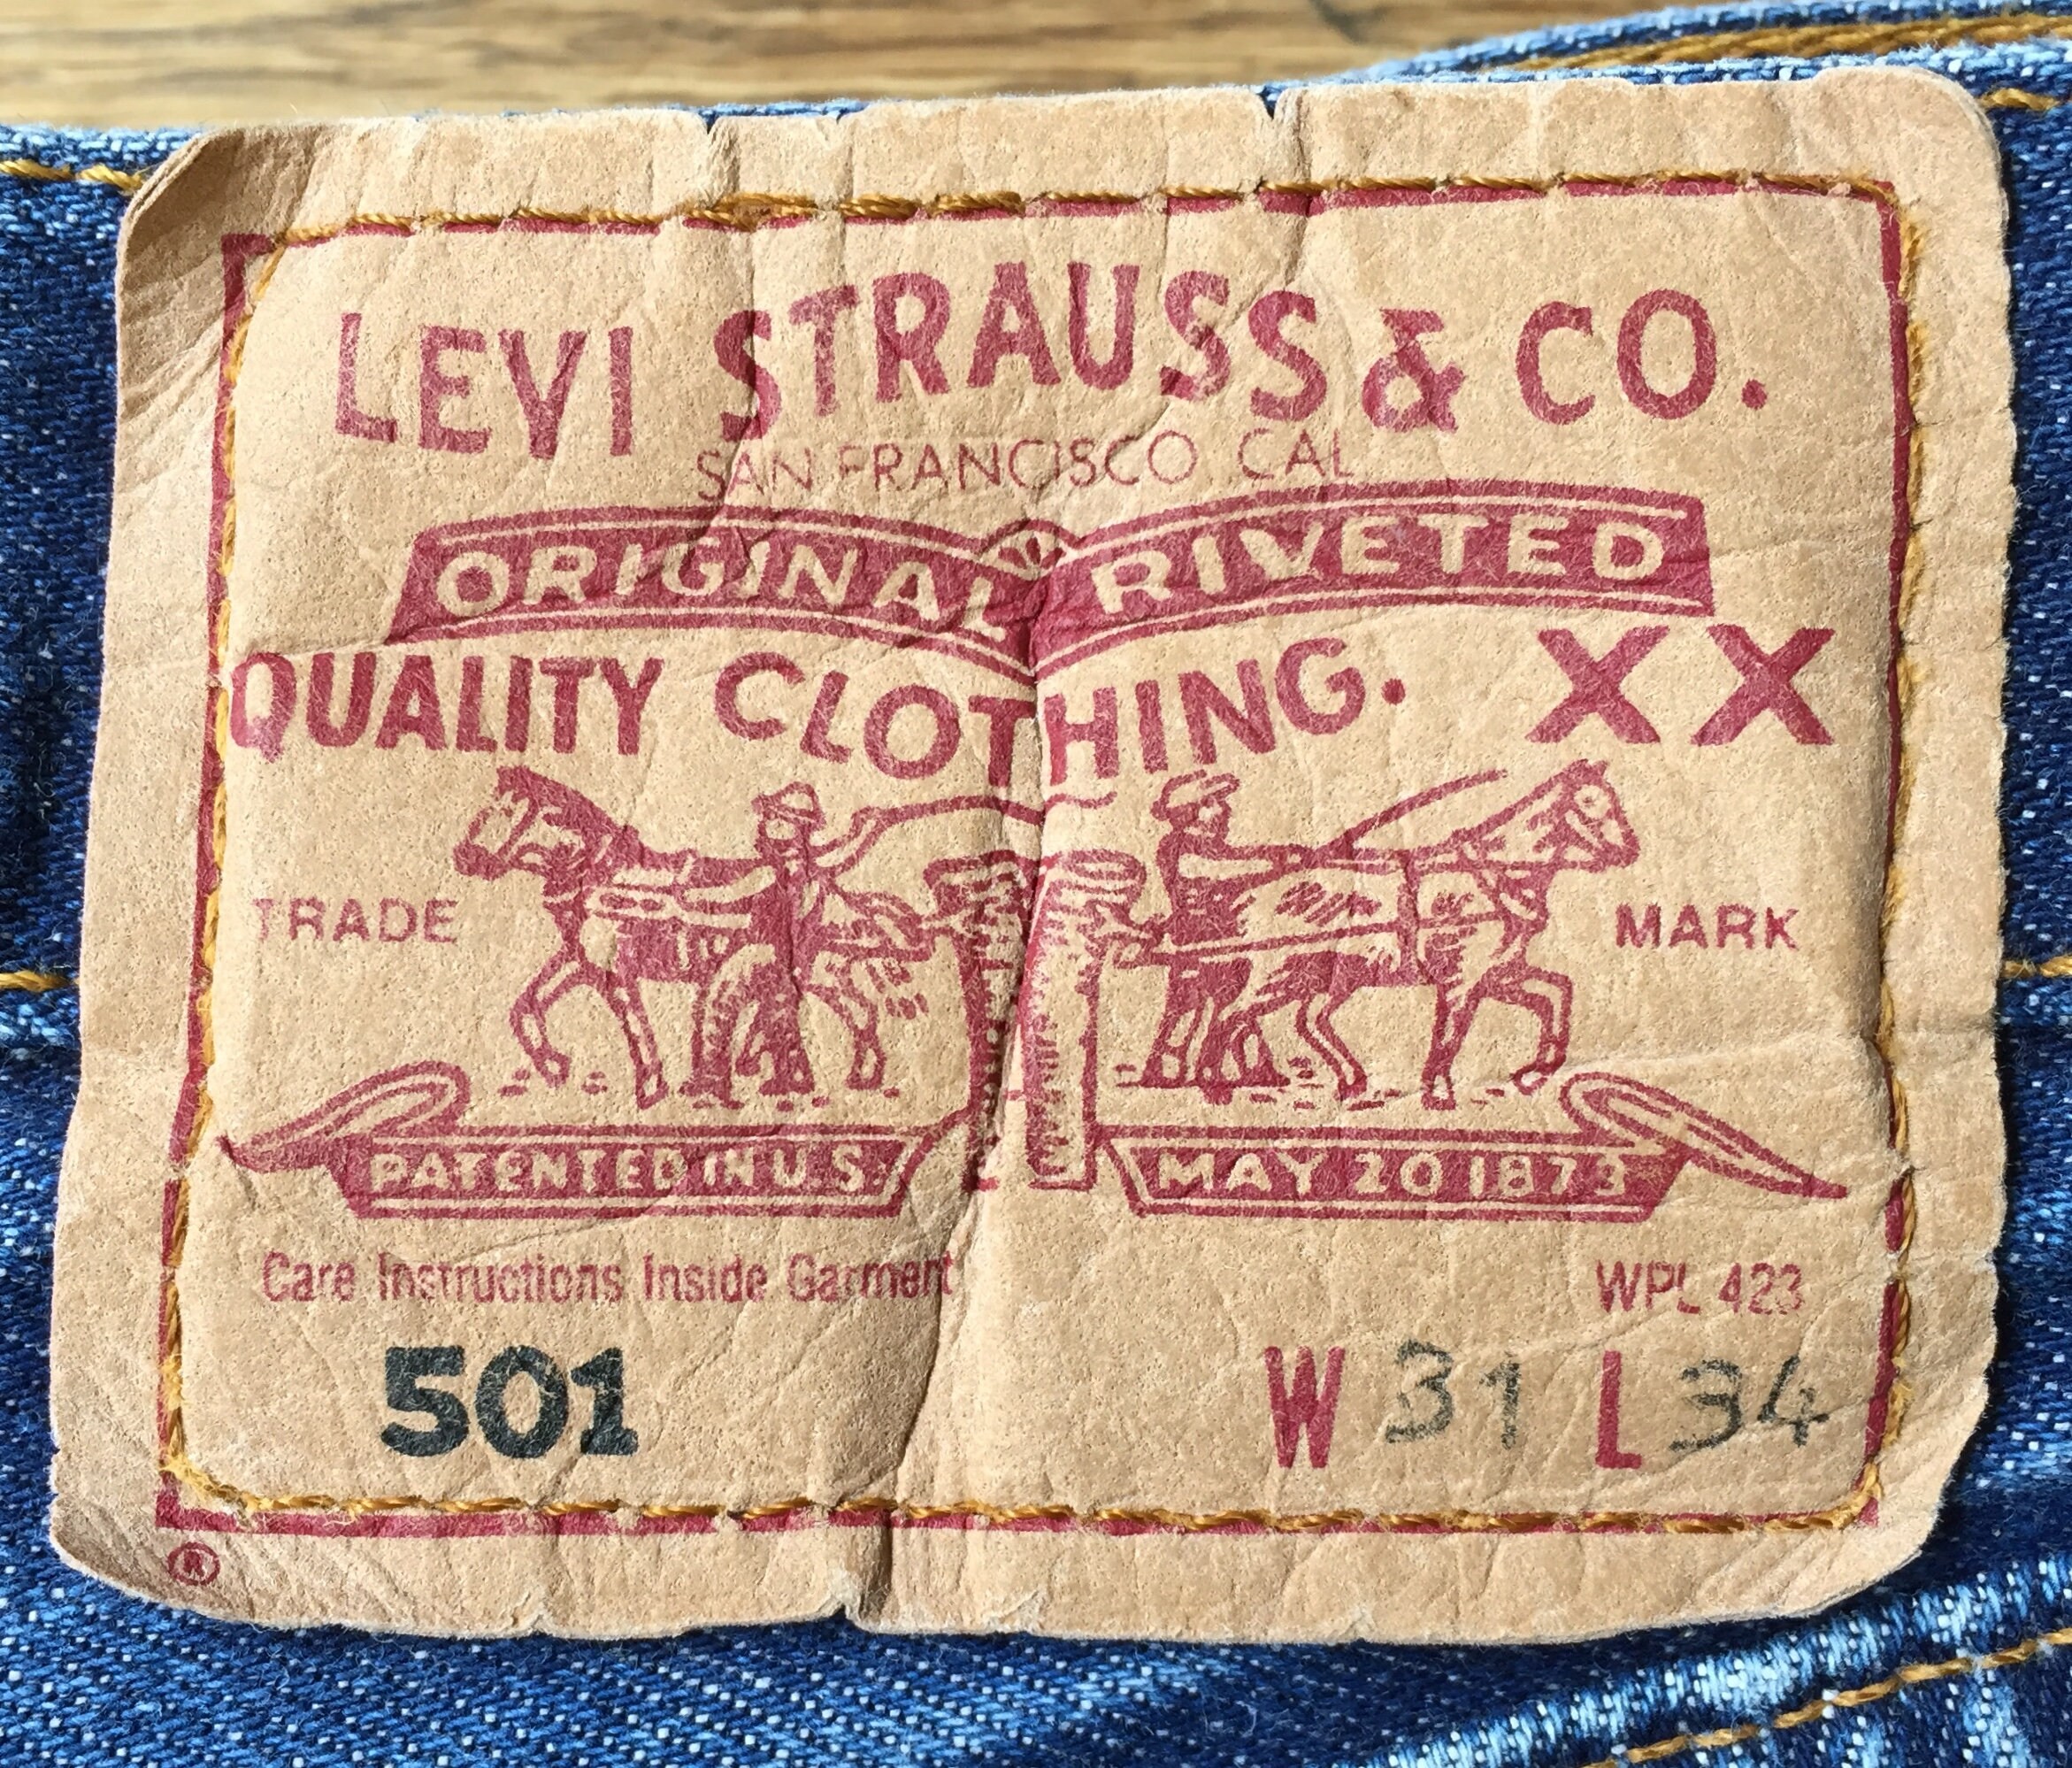 LEVI STRAUSS & CO.
SAN FRANCISCO, CAL
ORIGINAL RIVETED
QUALITY CLOTHING. XX
TRADE MARK
PATENTED IN U.S. MAY 20 1873
Care Instructions Inside Garment WPL 423
501 W 31 L 34
®